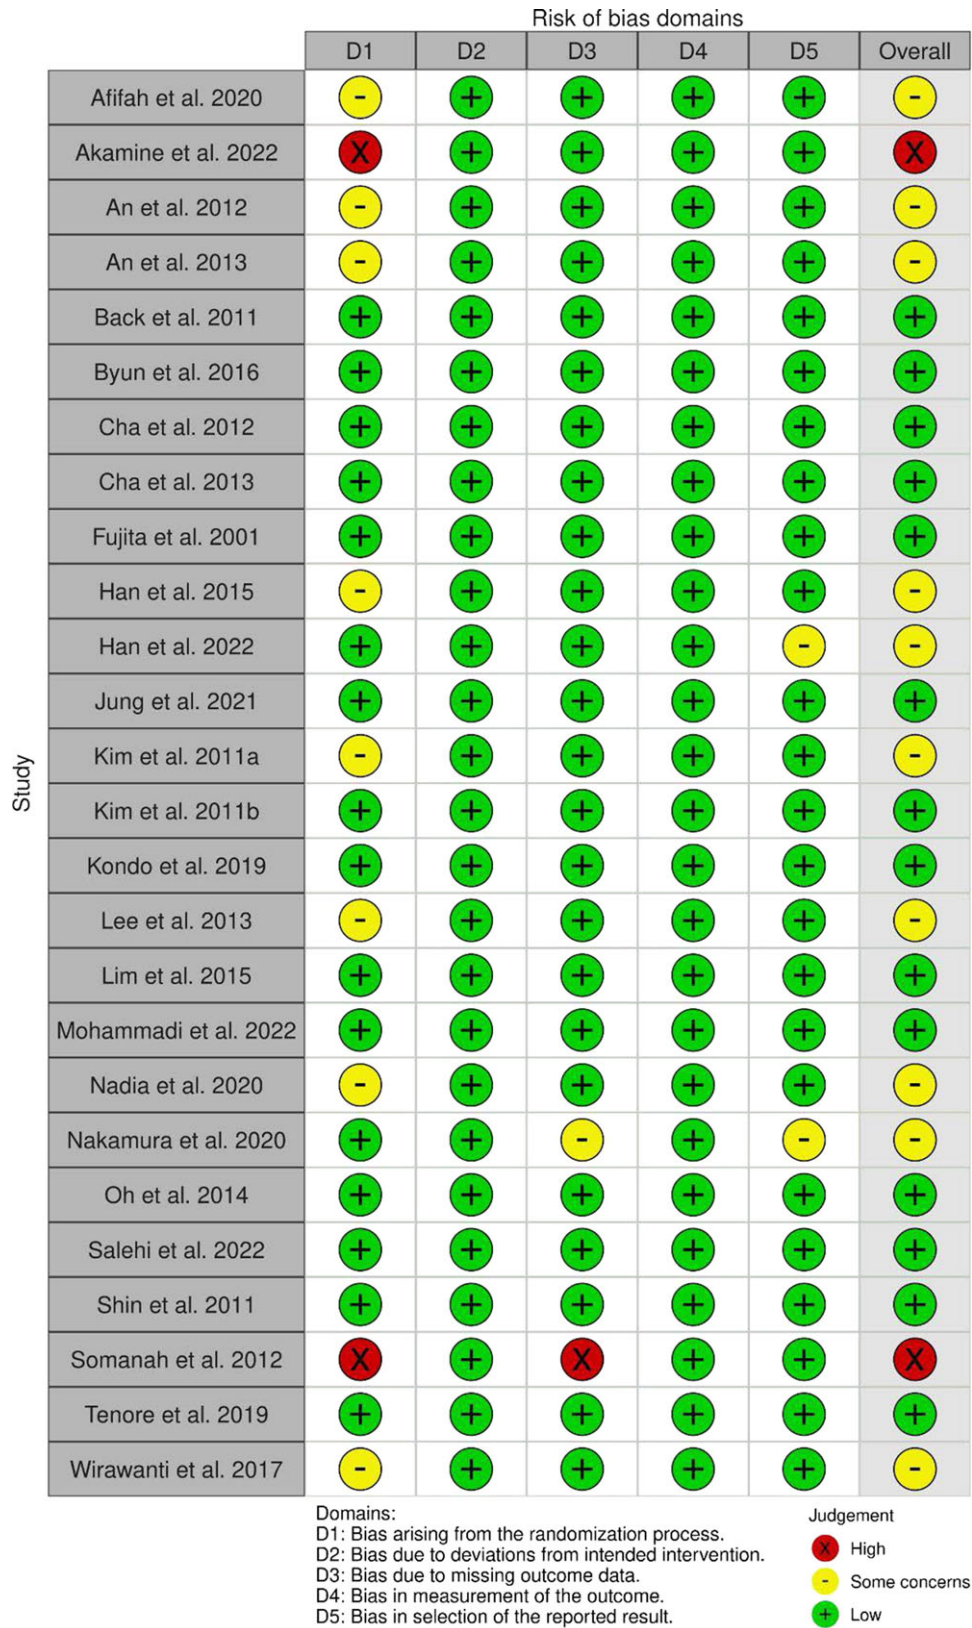 Risk of bias domains
D1 D2 D3 D4 D5 Overall
Study
Afifah et al. 2020 - + + + + -
Akamine et al. 2022 X + + + + X
An et al. 2012 - + + + + -
An et al. 2013 - + + + + -
Back et al. 2011 + + + + + +
Byun et al. 2016 + + + + + +
Cha et al. 2012 + + + + + +
Cha et al. 2013 + + + + + +
Fujita et al. 2001 + + + + + +
Han et al. 2015 - + + + + -
Han et al. 2022 + + + + - -
Jung et al. 2021 + + + + + +
Kim et al. 2011a - + + + + -
Kim et al. 2011b + + + + + +
Kondo et al. 2019 + + + + + +
Lee et al. 2013 - + + + + -
Lim et al. 2015 + + + + + +
Mohammadi et al. 2022 + + + + + +
Nadia et al. 2020 - + + + + -
Nakamura et al. 2020 + + - + - -
Oh et al. 2014 + + + + + +
Salehi et al. 2022 + + + + + +
Shin et al. 2011 + + + + + +
Somanah et al. 2012 X + X + + X
Tenore et al. 2019 + + + + + +
Wirawanti et al. 2017 - + + + + -
Domains:
D1: Bias arising from the randomization process.
D2: Bias due to deviations from intended intervention.
D3: Bias due to missing outcome data.
D4: Bias in measurement of the outcome.
D5: Bias in selection of the reported result.
Judgement
X High
- Some concerns
+ Low